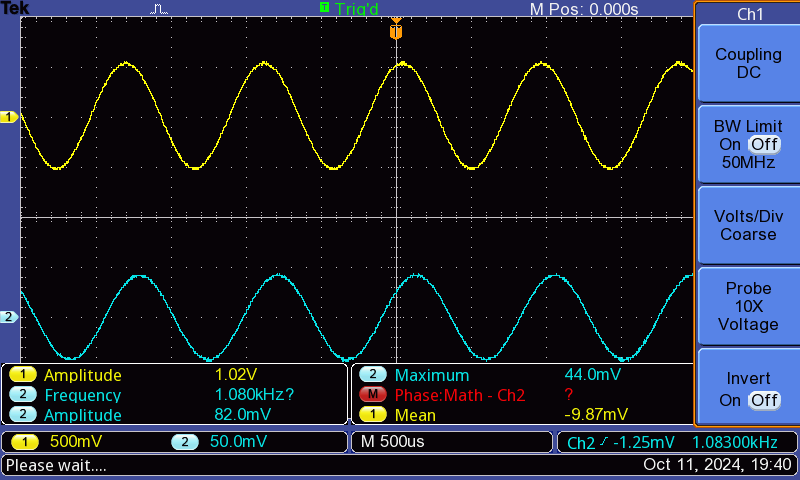 Tek T Trig'd M Pos: 0.000s Ch1
T
Coupling
DC
1
BW Limit
On Off
50MHz
Volts/Div
Coarse
Probe
10X
Voltage
2
Invert
On Off
1 Amplitude 1.02V 2 Maximum 44.0mV
2 Frequency 1.080kHz? M Phase:Math - Ch2 ?
2 Amplitude 82.0mV 1 Mean -9.87mV
1 500mV 2 50.0mV M 500us Ch2 -1.25mV 1.08300kHz
Please wait.... Oct 11, 2024, 19:40